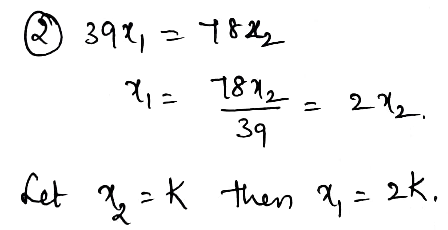 ② 39x₁ = 78x₂
x₁ = 78x₂ / 39 = 2x₂.
Let x₂ = K then x₁ = 2K.